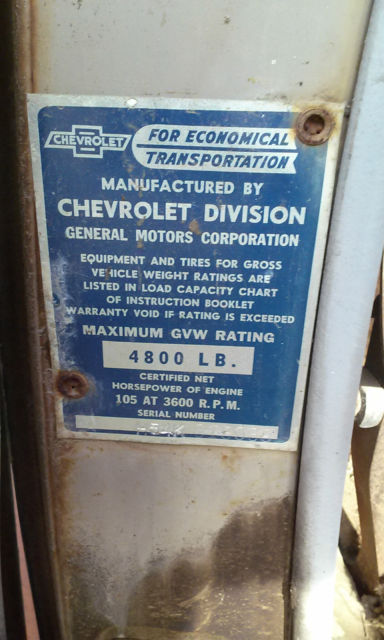 CHEVROLET
FOR ECONOMICAL
TRANSPORTATION
MANUFACTURED BY
CHEVROLET DIVISION
GENERAL MOTORS CORPORATION
EQUIPMENT AND TIRES FOR GROSS
VEHICLE WEIGHT RATINGS ARE
LISTED IN LOAD CAPACITY CHART
OF INSTRUCTION BOOKLET
WARRANTY VOID IF RATING IS EXCEEDED
MAXIMUM GVW RATING
4800 LB.
CERTIFIED NET
HORSEPOWER OF ENGINE
105 AT 3600 R.P.M.
SERIAL NUMBER